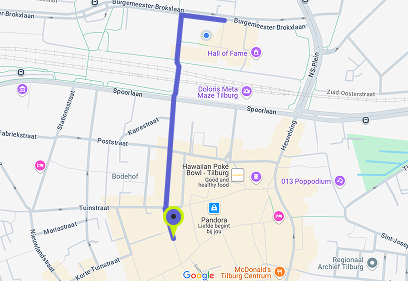 Burgemeester Brokxlaan
Burgemeester Brokxlaan
Hall of Fame
NS-Plein
Doloris Meta
Maze Tilburg
Zuid-Oosterstraat
Spoorlaan
Spoorlaan
Stationsstraat
Fabriekstraat
Karrestraat
Poststraat
Heuvelring
Hawaiian Poke
Bowl - Tilburg
Good and
healthy food
Bodehof
013 Poppodium
Tuinstraat
Pandora
Liefde begint
bij jou
Mariastraat
Nieuwlandstraat
Korte Tuinstraat
Sint-Josep
Regionaal
Archief Tilburg
McDonald's
Tilburg Centrum
Google